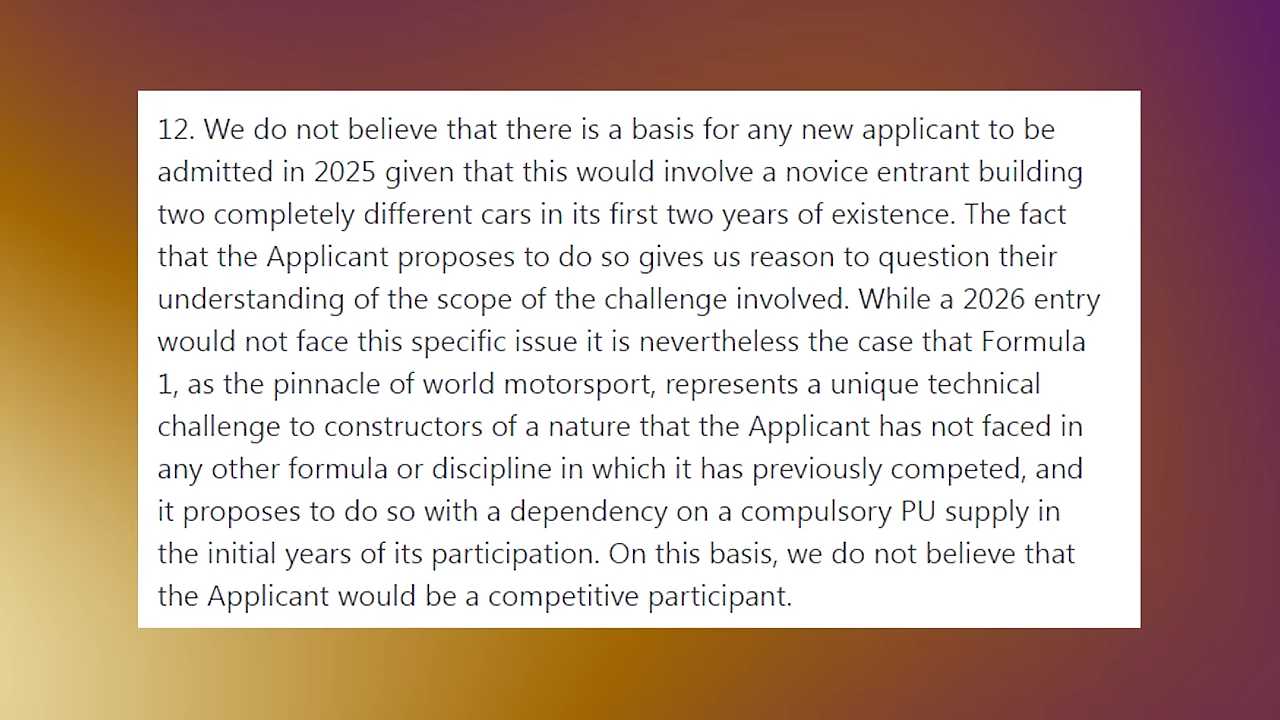 12. We do not believe that there is a basis for any new applicant to be
admitted in 2025 given that this would involve a novice entrant building
two completely different cars in its first two years of existence. The fact
that the Applicant proposes to do so gives us reason to question their
understanding of the scope of the challenge involved. While a 2026 entry
would not face this specific issue it is nevertheless the case that Formula
1, as the pinnacle of world motorsport, represents a unique technical
challenge to constructors of a nature that the Applicant has not faced in
any other formula or discipline in which it has previously competed, and
it proposes to do so with a dependency on a compulsory PU supply in
the initial years of its participation. On this basis, we do not believe that
the Applicant would be a competitive participant.